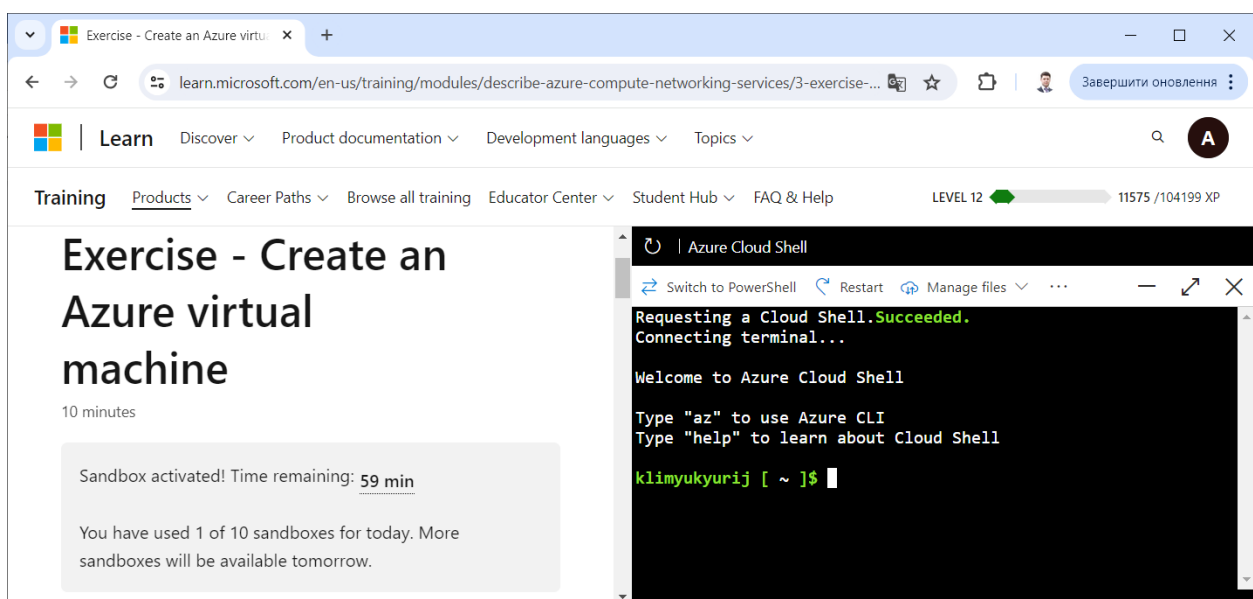 Exercise - Create an Azure virtu
learn.microsoft.com/en-us/training/modules/describe-azure-compute-networking-services/3-exercise-...
Завершити оновлення
Learn Discover Product documentation Development languages Topics
A
Training Products Career Paths Browse all training Educator Center Student Hub FAQ & Help LEVEL 12 11575 /104199 XP
Exercise - Create an
Azure virtual
machine
10 minutes
Sandbox activated! Time remaining: 59 min
You have used 1 of 10 sandboxes for today. More
sandboxes will be available tomorrow.
Azure Cloud Shell
Switch to PowerShell Restart Manage files ...
Requesting a Cloud Shell.Succeeded.
Connecting terminal...
Welcome to Azure Cloud Shell
Type "az" to use Azure CLI
Type "help" to learn about Cloud Shell
klimyukyurij [ ~ ]$